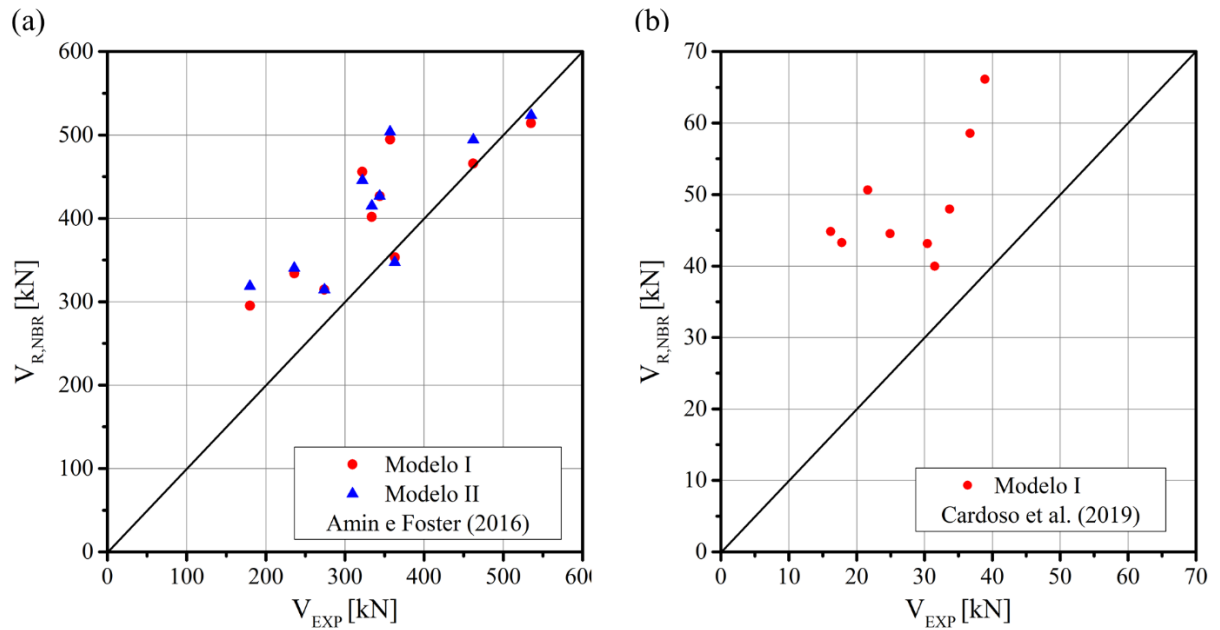 (a)
600
500
400
300
200
100
0
V_R,NBR [kN]
0 100 200 300 400 500 600
V_EXP [kN]
Modelo I
Modelo II
Amin e Foster (2016)
(b)
70
60
50
40
30
20
10
0
V_R,NBR [kN]
0 10 20 30 40 50 60 70
V_EXP [kN]
Modelo I
Cardoso et al. (2019)